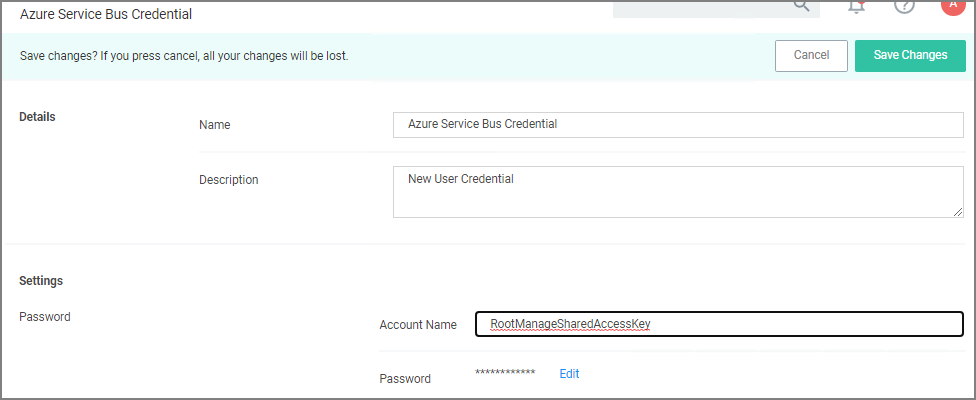 Azure Service Bus Credential
A
Save changes? If you press cancel, all your changes will be lost.
Cancel
Save Changes
Details
Name
Azure Service Bus Credential
Description
New User Credential
Settings
Password
Account Name
RootManageSharedAccessKey
Password
************
Edit